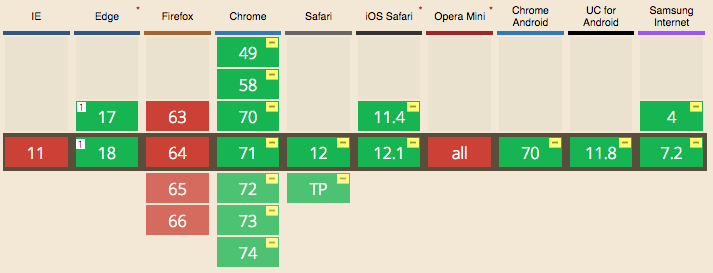 IE Edge * Firefox Chrome Safari iOS Safari * Opera Mini * Chrome Android UC for Android Samsung Internet
49
58
1 17 63 70 11.4 4
11 1 18 64 71 12 12.1 all 70 11.8 7.2
65 72 TP
66 73
74